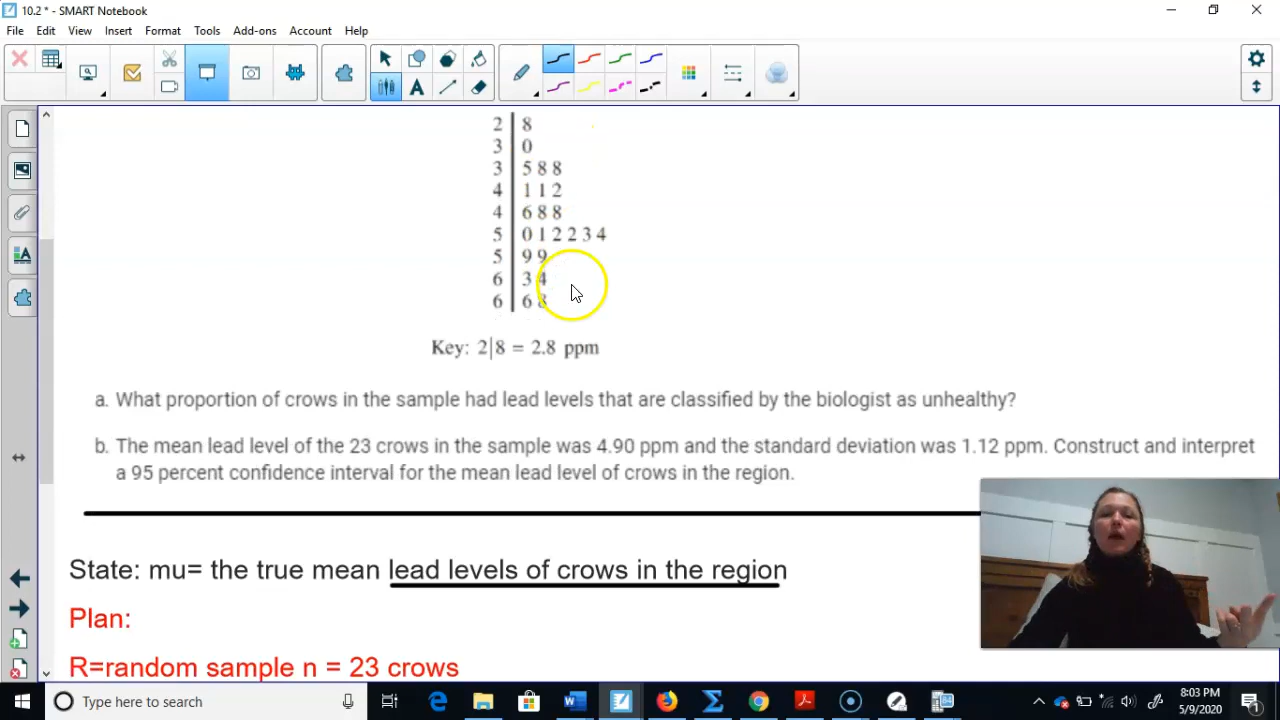 10.2 * - SMART Notebook
File Edit View Insert Format Tools Add-ons Account Help
2 | 8
3 | 0
3 | 5 8 8
4 | 1 1 2
4 | 6 8 8
5 | 0 1 2 2 3 4
5 | 9 9
6 | 3 4
6 | 6 8
Key: 2|8 = 2.8 ppm
a. What proportion of crows in the sample had lead levels that are classified by the biologist as unhealthy?
b. The mean lead level of the 23 crows in the sample was 4.90 ppm and the standard deviation was 1.12 ppm. Construct and interpret
a 95 percent confidence interval for the mean lead level of crows in the region.
State: mu= the true mean lead levels of crows in the region
Plan:
R=random sample n = 23 crows
Type here to search
8:03 PM
5/9/2020